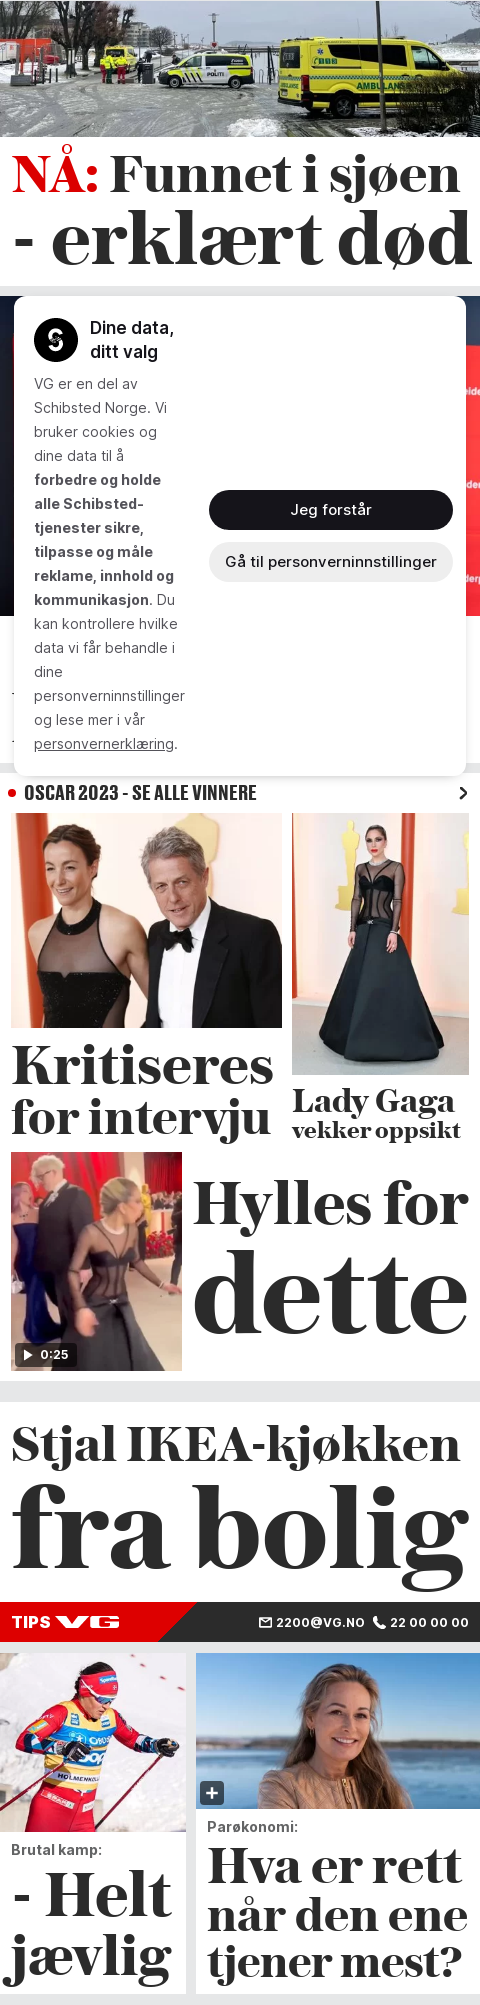 POLITI
AMBULANSE
NÅ: Funnet i sjøen
- erklært død
Dine data,
ditt valg
VG er en del av
Schibsted Norge. Vi
bruker cookies og
dine data til å
forbedre og holde
alle Schibsted-
tjenester sikre,
tilpasse og måle
reklame, innhold og
kommunikasjon. Du
kan kontrollere hvilke
data vi får behandle i
dine
personverninnstillinger
og lese mer i vår
personvernerklæring.
Jeg forstår
Gå til personverninnstillinger
OSCAR 2023 - SE ALLE VINNERE
Kritiseres
for intervju
Lady Gaga
vekker oppsikt
0:25
Hylles for
dette
Stjal IKEA-kjøkken
fra bolig
TIPS VG
2200@VG.NO 22 00 00 00
HOLMENKOLLEN
Brutal kamp:
- Helt
jævlig
Parøkonomi:
Hva er rett
når den ene
tjener mest?